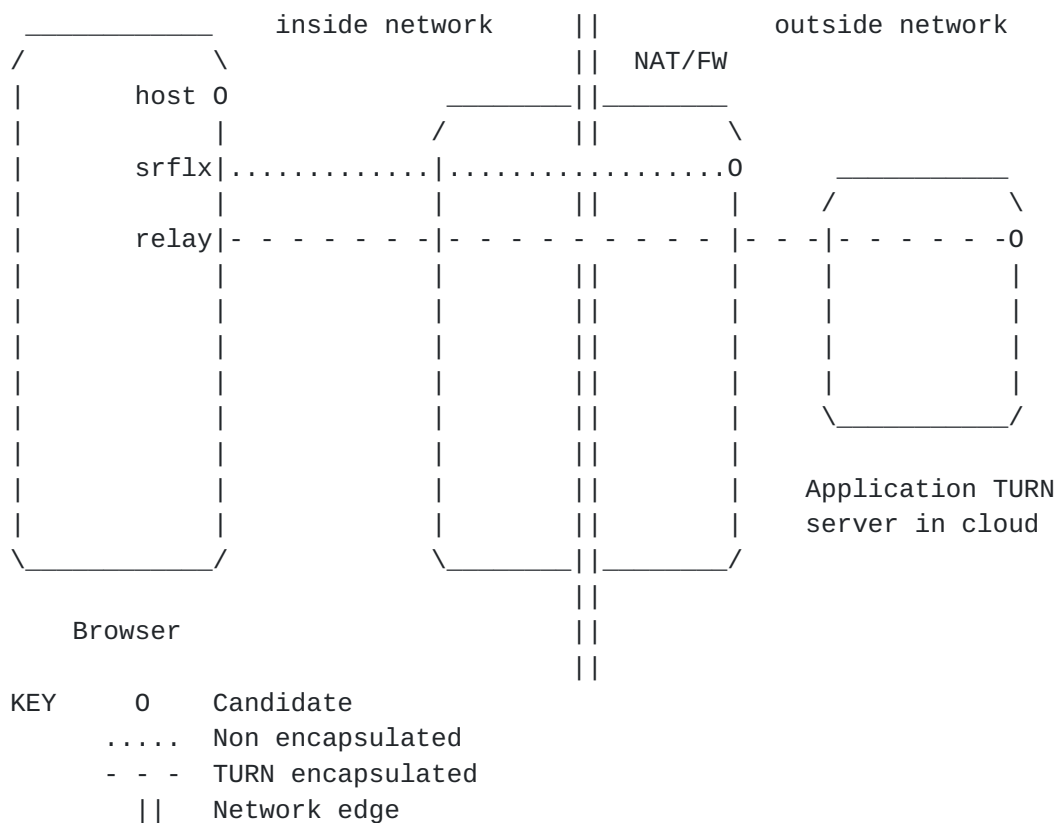 inside network || outside network
|| NAT/FW
host O
srflx|.............|..................O
relay|- - - - - - -|- - - - - - - - - |- - -|- - - - - -O
Application TURN
server in cloud
Browser
KEY O Candidate
..... Non encapsulated
- - - TURN encapsulated
|| Network edge